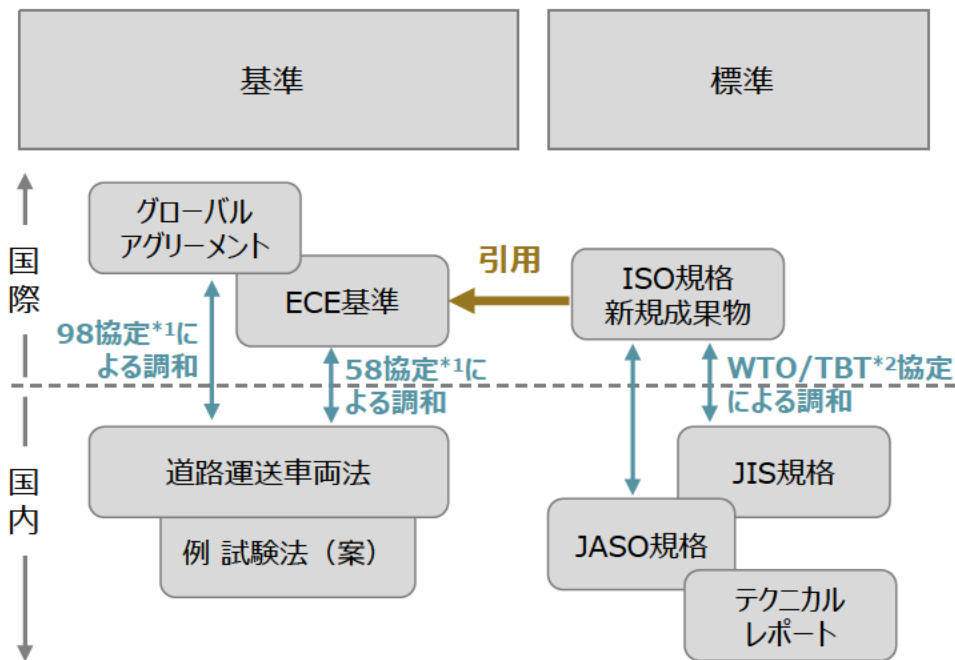 基準
標準
国際
グローバル
アグリーメント
ECE基準
引用
ISO規格
新規成果物
98協定*1に
よる調和
58協定*1に
よる調和
WTO/TBT*2協定
による調和
国内
道路運送車両法
例 試験法（案）
JIS規格
JASO規格
テクニカル
レポート